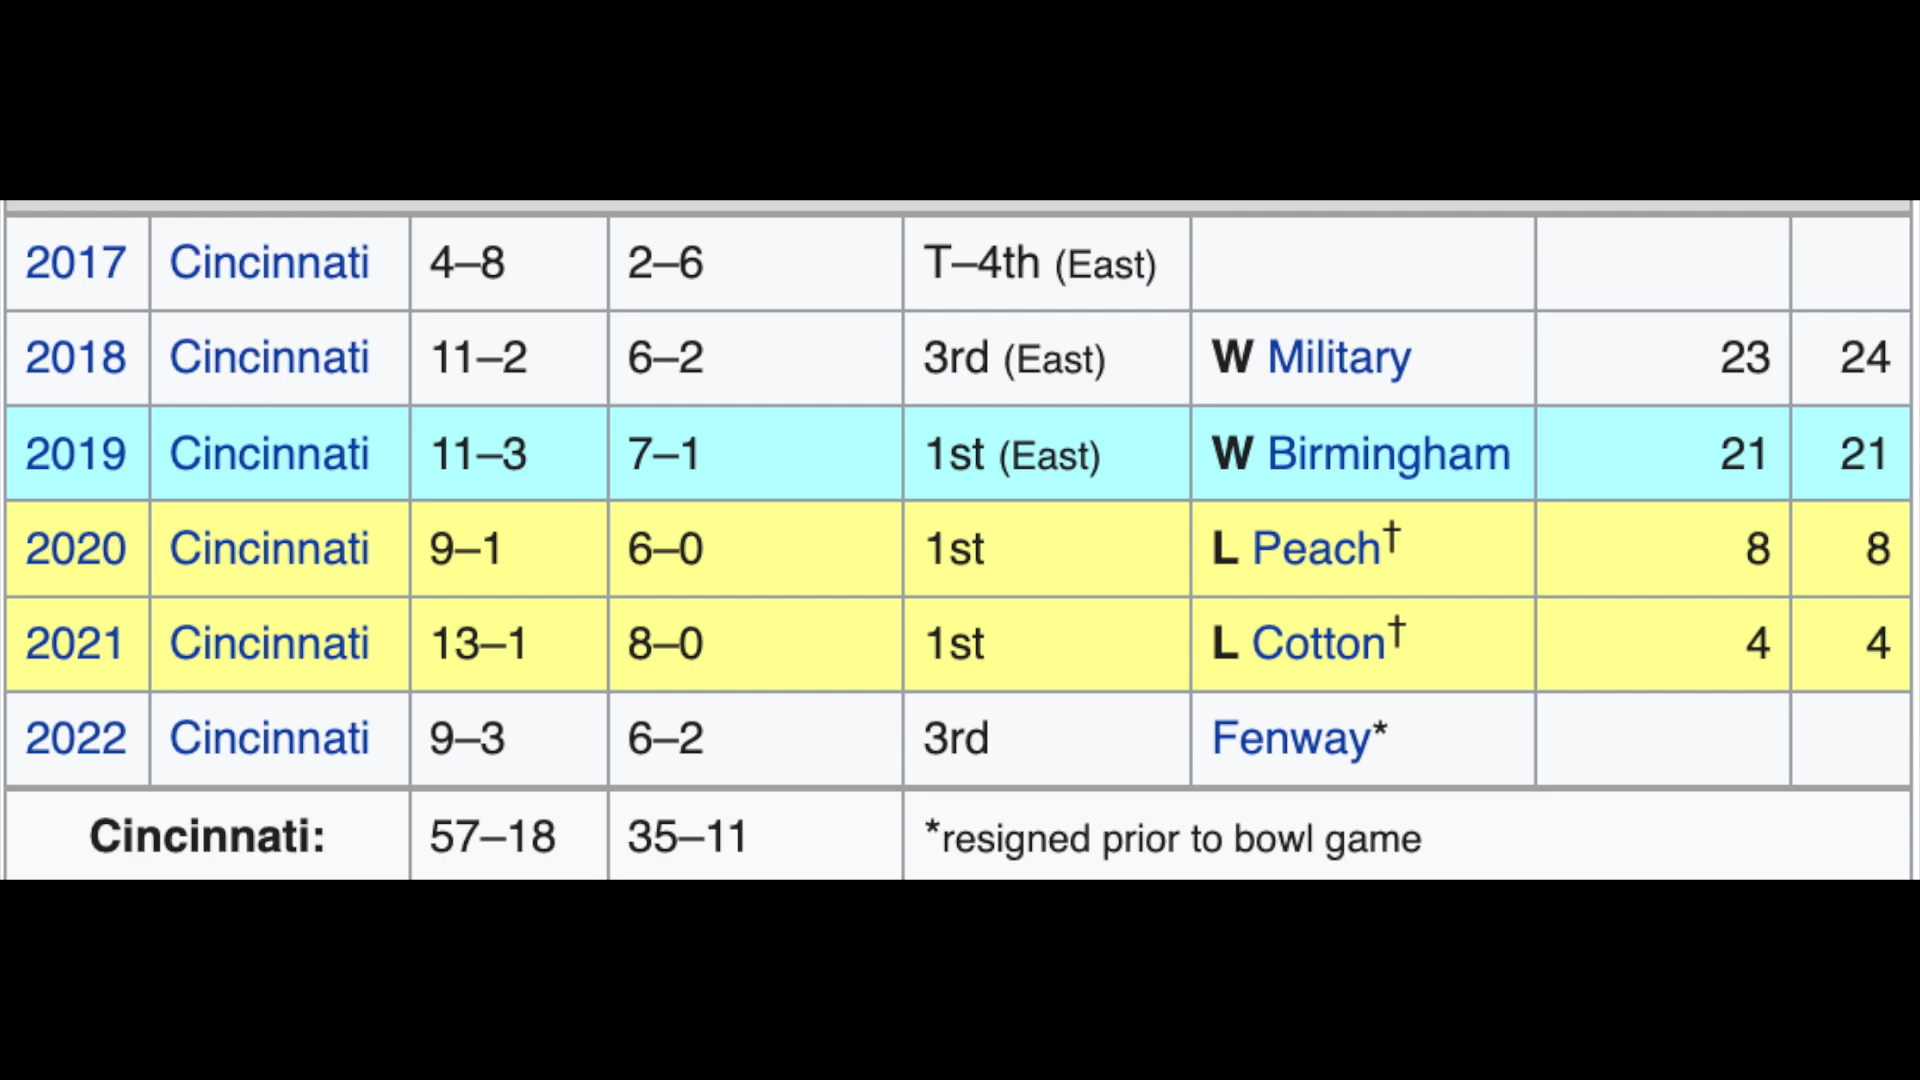 2017 Cincinnati 4–8 2–6 T–4th (East)
2018 Cincinnati 11–2 6–2 3rd (East) W Military 23 24
2019 Cincinnati 11–3 7–1 1st (East) W Birmingham 21 21
2020 Cincinnati 9–1 6–0 1st L Peach† 8 8
2021 Cincinnati 13–1 8–0 1st L Cotton† 4 4
2022 Cincinnati 9–3 6–2 3rd Fenway*
Cincinnati: 57–18 35–11 *resigned prior to bowl game